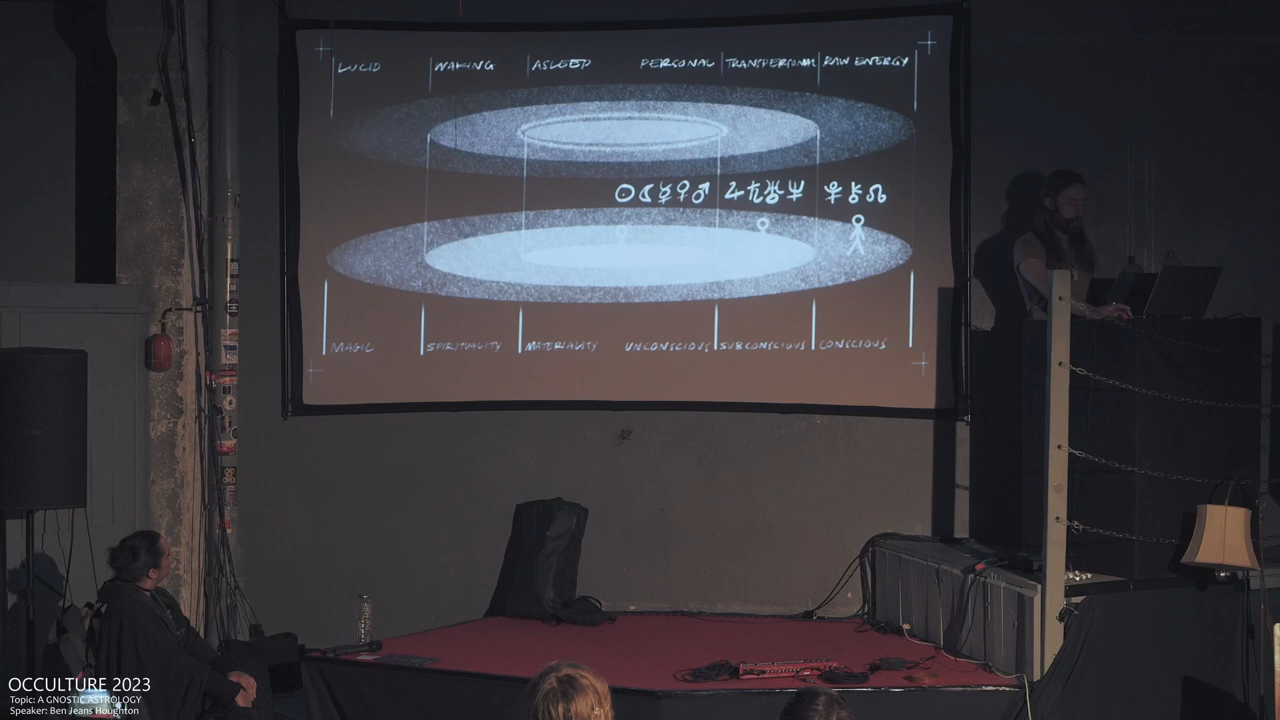 LUCID WAKING ASLEEP PERSONAL TRANSPERSONAL RAW ENERGY
MAGIC SPIRITUALITY MATERIALITY UNCONSCIOUS SUBCONSCIOUS CONSCIOUS
OCCULTURE 2023
Topic: A GNOSTIC ASTROLOGY
Speaker: Ben Jeans Houghton